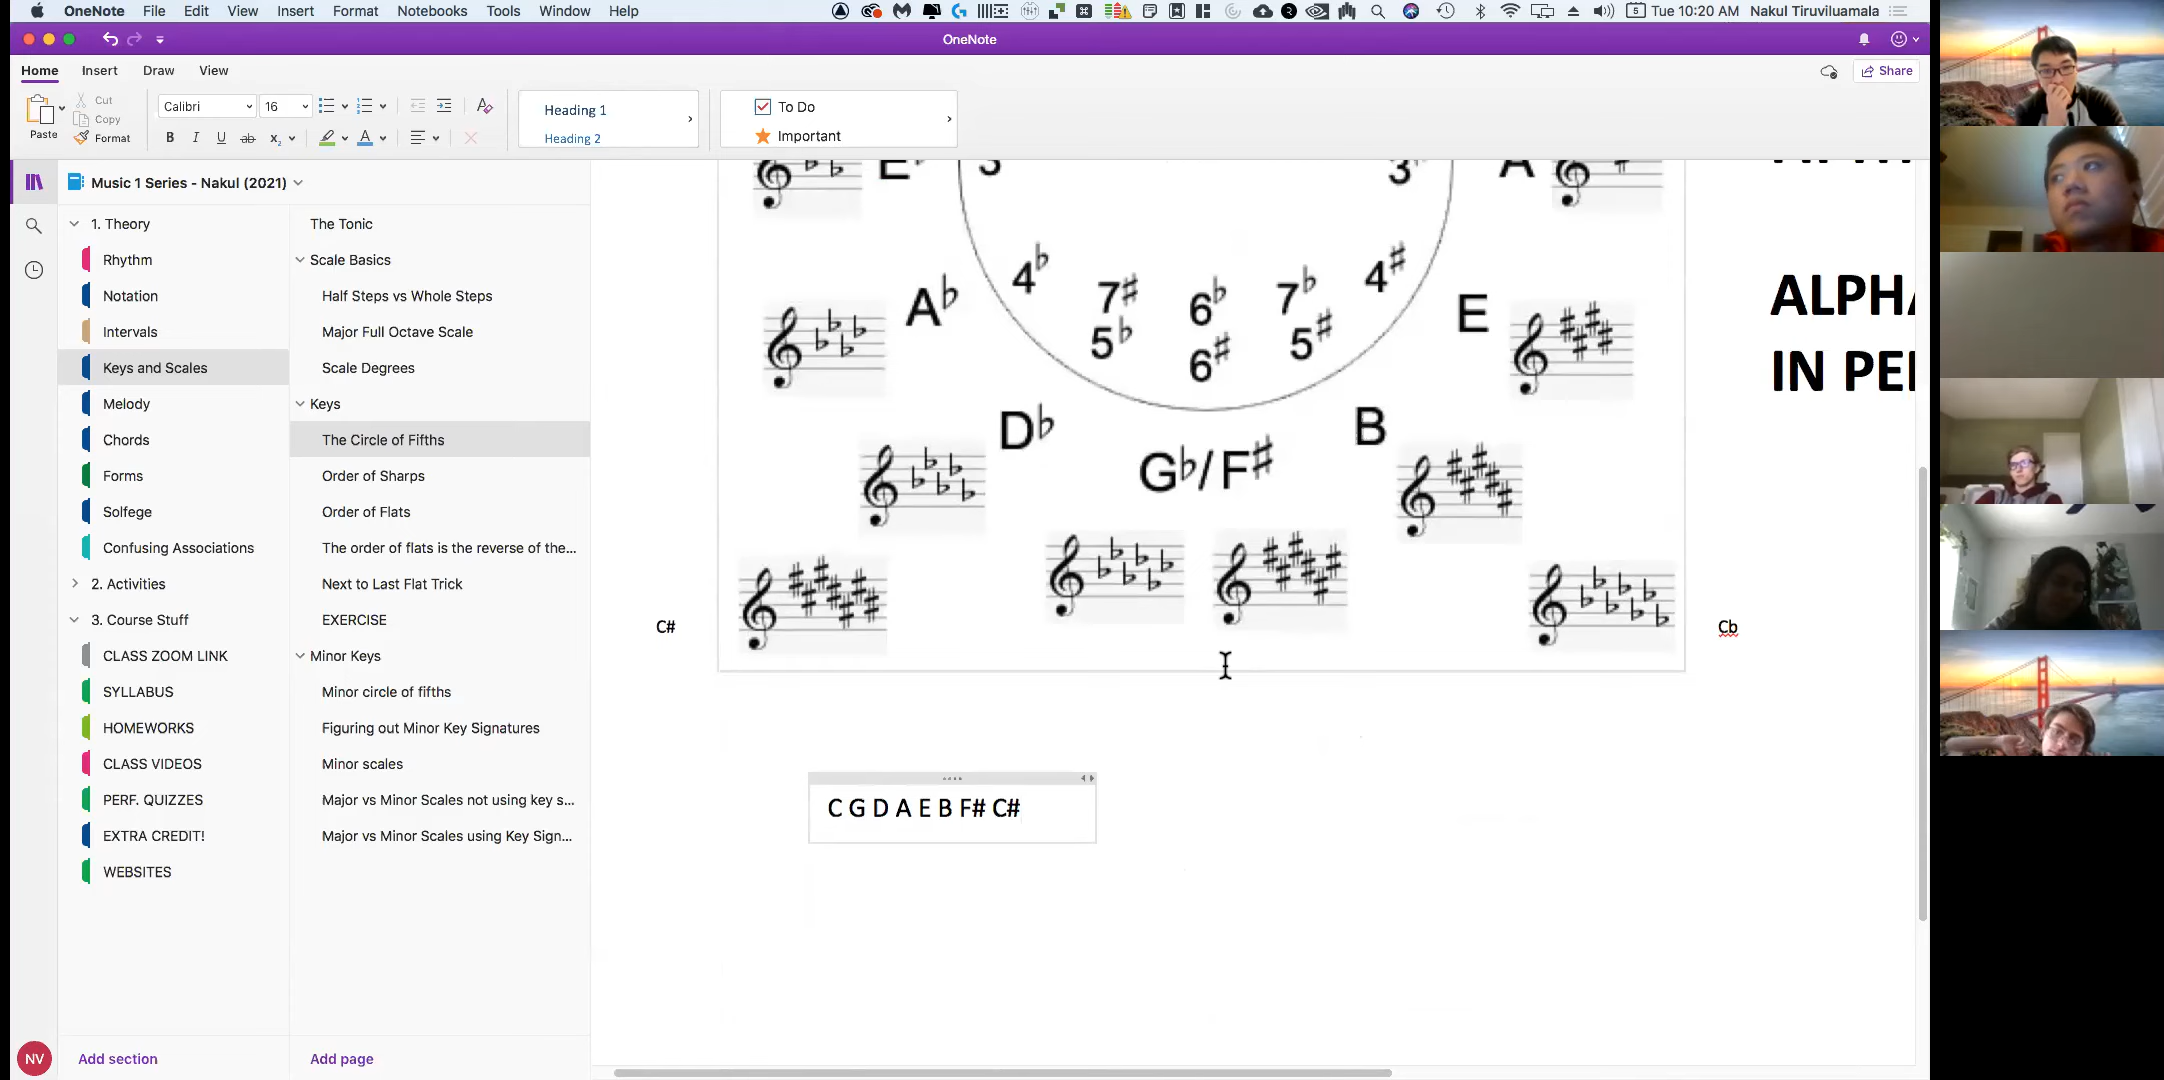 OneNote File Edit View Insert Format Notebooks Tools Window Help
Tue 10:20 AM Nakul Tiruviluamala
OneNote
Home Insert Draw View
Share
Paste
Cut
Copy
Format
Calibri 16
B I U ab x₂ A
Heading 1
Heading 2
To Do
Important
Music 1 Series - Nakul (2021)
1. Theory
Rhythm
Notation
Intervals
Keys and Scales
Melody
Chords
Forms
Solfege
Confusing Associations
2. Activities
3. Course Stuff
CLASS ZOOM LINK
SYLLABUS
HOMEWORKS
CLASS VIDEOS
PERF. QUIZZES
EXTRA CREDIT!
WEBSITES
Add section
NV
The Tonic
Scale Basics
Half Steps vs Whole Steps
Major Full Octave Scale
Scale Degrees
Keys
The Circle of Fifths
Order of Sharps
Order of Flats
The order of flats is the reverse of the...
Next to Last Flat Trick
EXERCISE
Minor Keys
Minor circle of fifths
Figuring out Minor Key Signatures
Minor scales
Major vs Minor Scales not using key s...
Major vs Minor Scales using Key Sign...
Add page
E♭ 3 3 A
A♭ 4♭ 7♯ 6♭ 7♭ 4♯ E
5♭ 6♯ 5♯
D♭ G♭/F♯ B
C# Cb
C G D A E B F# C#
ALPHA
IN PE